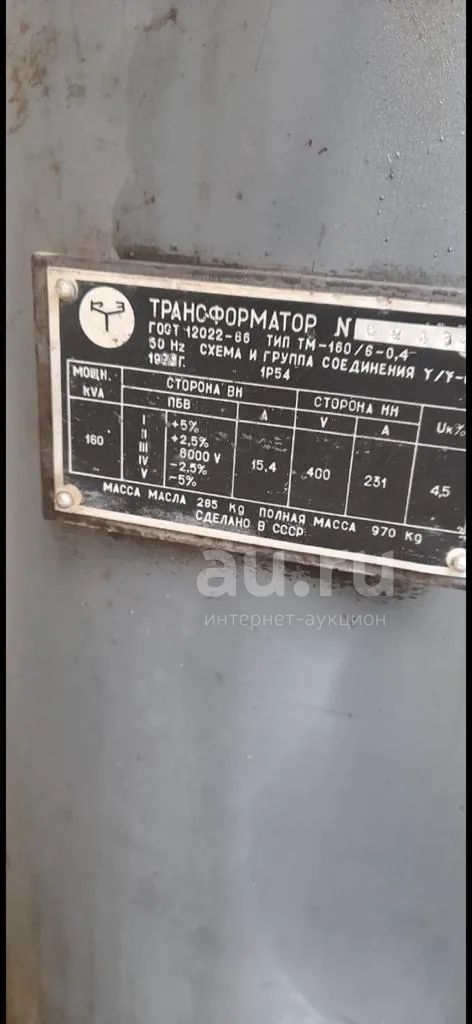 ТРАНСФОРМАТОР №
ГОСТ 12022-66 ТИП ТМ-160/6-0,4
50 Hz СХЕМА И ГРУППА СОЕДИНЕНИЯ Y/Y-
1Р54
МОЩН. KVA СТОРОНА ВН СТОРОНА НН Uк%
ПБВ А V А
I +5%
II +2,5%
160 III 6000 V 15,4 400 231 4,5
IV -2,5%
V -5%
МАССА МАСЛА 285 KG ПОЛНАЯ МАССА 970 KG
СДЕЛАНО В СССР
au.ru
интернет-аукцион